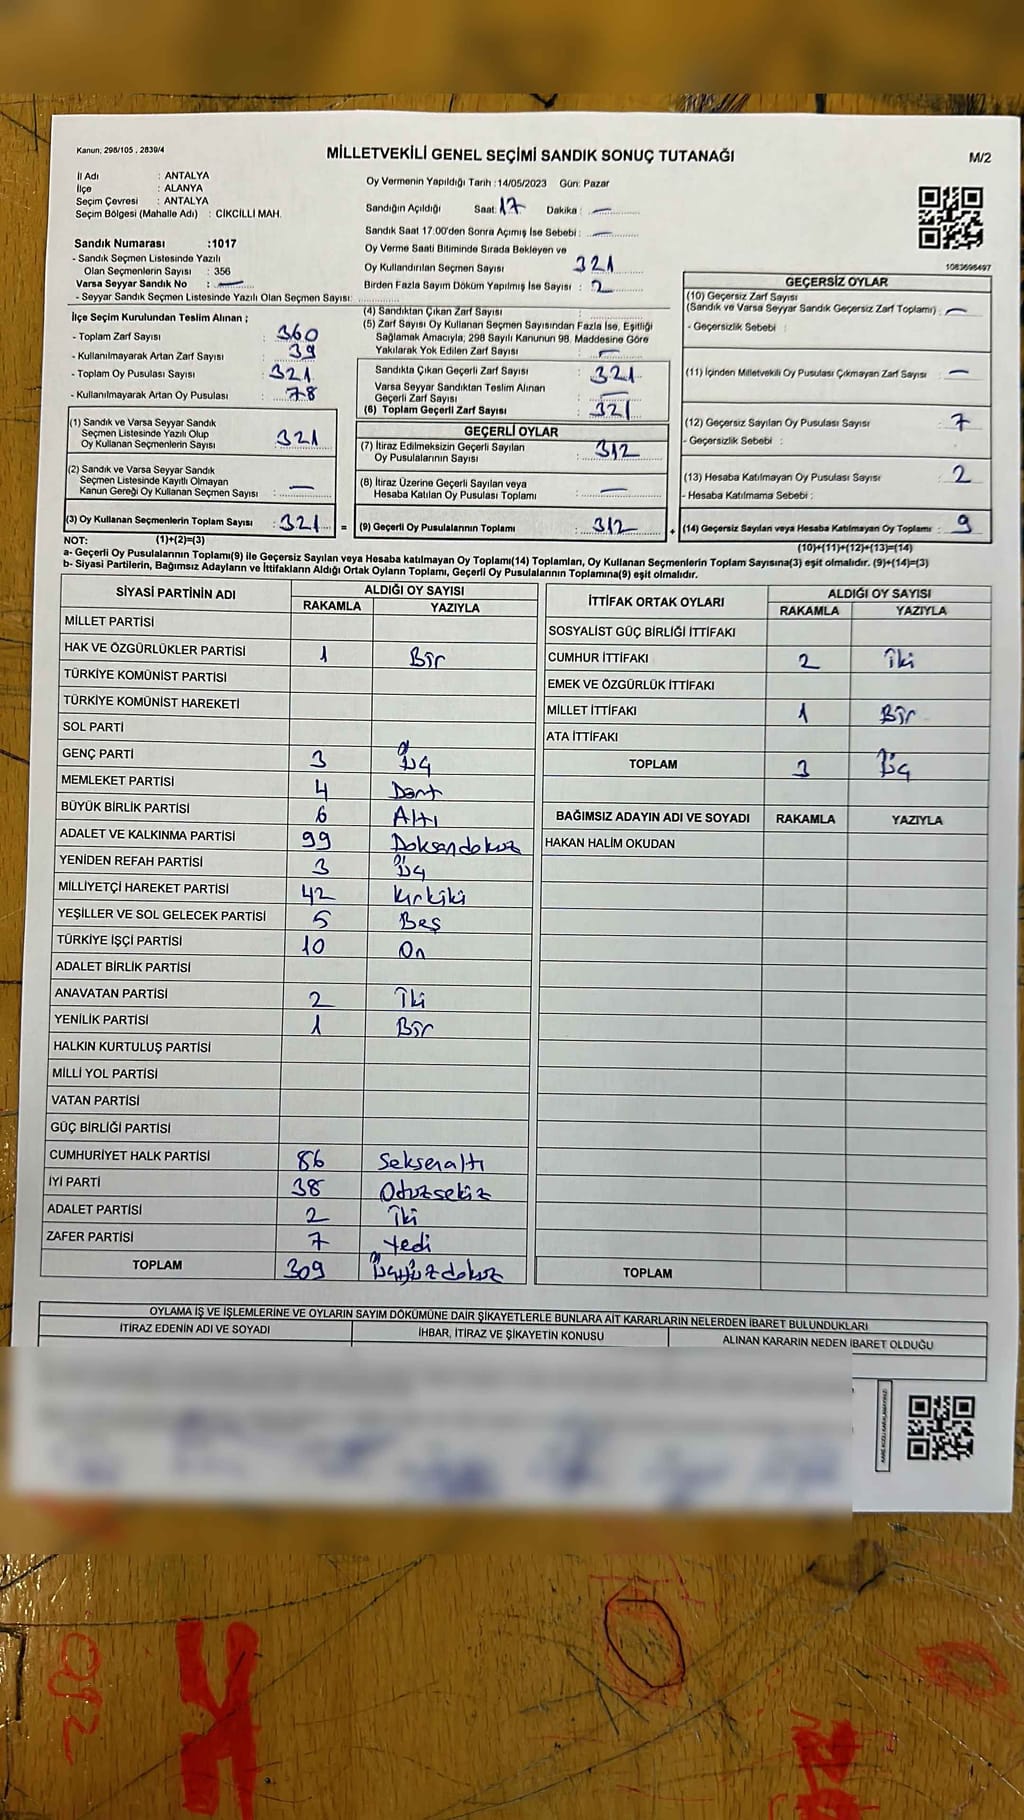 Kanun; 298/105 , 2839/4
MİLLETVEKİLİ GENEL SEÇİMİ SANDIK SONUÇ TUTANAĞI
M/2
İl Adı : ANTALYA
İlçe : ALANYA
Seçim Çevresi : ANTALYA
Seçim Bölgesi (Mahalle Adı) : CİKCİLLİ MAH.
Oy Vermenin Yapıldığı Tarih :14/05/2023 Gün: Pazar
Sandığın Açıldığı Saat: 17 Dakika : —
Sandık Saat 17:00'den Sonra Açımış İse Sebebi : —
Oy Verme Saati Bitiminde Sırada Bekleyen ve
Oy Kullandırılan Seçmen Sayısı : 321
Birden Fazla Sayım Döküm Yapılmış İse Sayısı : 2
Sandık Numarası :1017
- Sandık Seçmen Listesinde Yazılı
Olan Seçmenlerin Sayısı : 356
Varsa Seyyar Sandık No : —
- Seyyar Sandık Seçmen Listesinde Yazılı Olan Seçmen Sayısı:
1083696497
İlçe Seçim Kurulundan Teslim Alınan ;
- Toplam Zarf Sayısı : 360
- Kullanılmayarak Artan Zarf Sayısı : 39
- Toplam Oy Pusulası Sayısı : 321
- Kullanılmayarak Artan Oy Pusulası : 78
(1) Sandık ve Varsa Seyyar Sandık
Seçmen Listesinde Yazılı Olup
Oy Kullanan Seçmenlerin Sayısı : 321
(2) Sandık ve Varsa Seyyar Sandık
Seçmen Listesinde Kayıtlı Olmayan
Kanun Gereği Oy Kullanan Seçmen Sayısı : —
(3) Oy Kullanan Seçmenlerin Toplam Sayısı : 321 =
(1)+(2)=(3)
(4) Sandıktan Çıkan Zarf Sayısı :
(5) Zarf Sayısı Oy Kullanan Seçmen Sayısından Fazla İse, Eşitliği
Sağlamak Amacıyla; 298 Sayılı Kanunun 98. Maddesine Göre
Yakılarak Yok Edilen Zarf Sayısı : —
Sandıkta Çıkan Geçerli Zarf Sayısı : 321
Varsa Seyyar Sandıktan Teslim Alınan
Geçerli Zarf Sayısı : —
(6) Toplam Geçerli Zarf Sayısı : 321
GEÇERLİ OYLAR
(7) İtiraz Edilmeksizin Geçerli Sayılan
Oy Pusulalarının Sayısı : 312
(8) İtiraz Üzerine Geçerli Sayılan veya
Hesaba Katılan Oy Pusulası Toplamı : —
(9) Geçerli Oy Pusulalarının Toplamı : 312 +
GEÇERSİZ OYLAR
(10) Geçersiz Zarf Sayısı
(Sandık ve Varsa Seyyar Sandık Geçersiz Zarf Toplamı) : —
- Geçersizlik Sebebi :
(11) İçinden Milletvekili Oy Pusulası Çıkmayan Zarf Sayısı : —
(12) Geçersiz Sayılan Oy Pusulası Sayısı : 7
- Geçersizlik Sebebi :
(13) Hesaba Katılmayan Oy Pusulası Sayısı : 2
- Hesaba Katılmama Sebebi :
(14) Geçersiz Sayılan veya Hesaba Katılmayan Oy Toplamı : 9
(10)+(11)+(12)+(13)=(14)
NOT:
a- Geçerli Oy Pusulalarının Toplamı(9) ile Geçersiz Sayılan veya Hesaba katılmayan Oy Toplamı(14) Toplamları, Oy Kullanan Seçmenlerin Toplam Sayısına(3) eşit olmalıdır. (9)+(14)=(3)
b- Siyasi Partilerin, Bağımsız Adayların ve İttifakların Aldığı Ortak Oyların Toplamı, Geçerli Oy Pusulalarının Toplamına(9) eşit olmalıdır.
SİYASİ PARTİNİN ADI ALDIĞI OY SAYISI
RAKAMLA YAZIYLA
MİLLET PARTİSİ
HAK VE ÖZGÜRLÜKLER PARTİSİ 1 Bir
TÜRKİYE KOMÜNİST PARTİSİ
TÜRKİYE KOMÜNİST HAREKETİ
SOL PARTİ
GENÇ PARTİ 3 Üç
MEMLEKET PARTİSİ 4 Dört
BÜYÜK BİRLİK PARTİSİ 6 Altı
ADALET VE KALKINMA PARTİSİ 99 Doksandokuz
YENİDEN REFAH PARTİSİ 3 Üç
MİLLİYETÇİ HAREKET PARTİSİ 42 Kırkiki
YEŞİLLER VE SOL GELECEK PARTİSİ 5 Beş
TÜRKİYE İŞÇİ PARTİSİ 10 On
ADALET BİRLİK PARTİSİ
ANAVATAN PARTİSİ 2 İki
YENİLİK PARTİSİ 1 Bir
HALKIN KURTULUŞ PARTİSİ
MİLLİ YOL PARTİSİ
VATAN PARTİSİ
GÜÇ BİRLİĞİ PARTİSİ
CUMHURİYET HALK PARTİSİ 86 Seksenaltı
İYİ PARTİ 38 Otuzsekiz
ADALET PARTİSİ 2 İki
ZAFER PARTİSİ 7 Yedi
TOPLAM 309 Üçyüzdokuz
İTTİFAK ORTAK OYLARI ALDIĞI OY SAYISI
RAKAMLA YAZIYLA
SOSYALİST GÜÇ BİRLİĞİ İTTİFAKI
CUMHUR İTTİFAKI 2 İki
EMEK VE ÖZGÜRLÜK İTTİFAKI
MİLLET İTTİFAKI 1 Bir
ATA İTTİFAKI
TOPLAM 3 Üç
BAĞIMSIZ ADAYIN ADI VE SOYADI RAKAMLA YAZIYLA
HAKAN HALİM OKUDAN
TOPLAM
OYLAMA İŞ VE İŞLEMLERİNE VE OYLARIN SAYIM DÖKÜMÜNE DAİR ŞİKAYETLERLE BUNLARA AİT KARARLARIN NELERDEN İBARET BULUNDUKLARI
İTİRAZ EDENİN ADI VE SOYADI İHBAR, İTİRAZ VE ŞİKAYETİN KONUSU ALINAN KARARIN NEDEN İBARET OLDUĞU